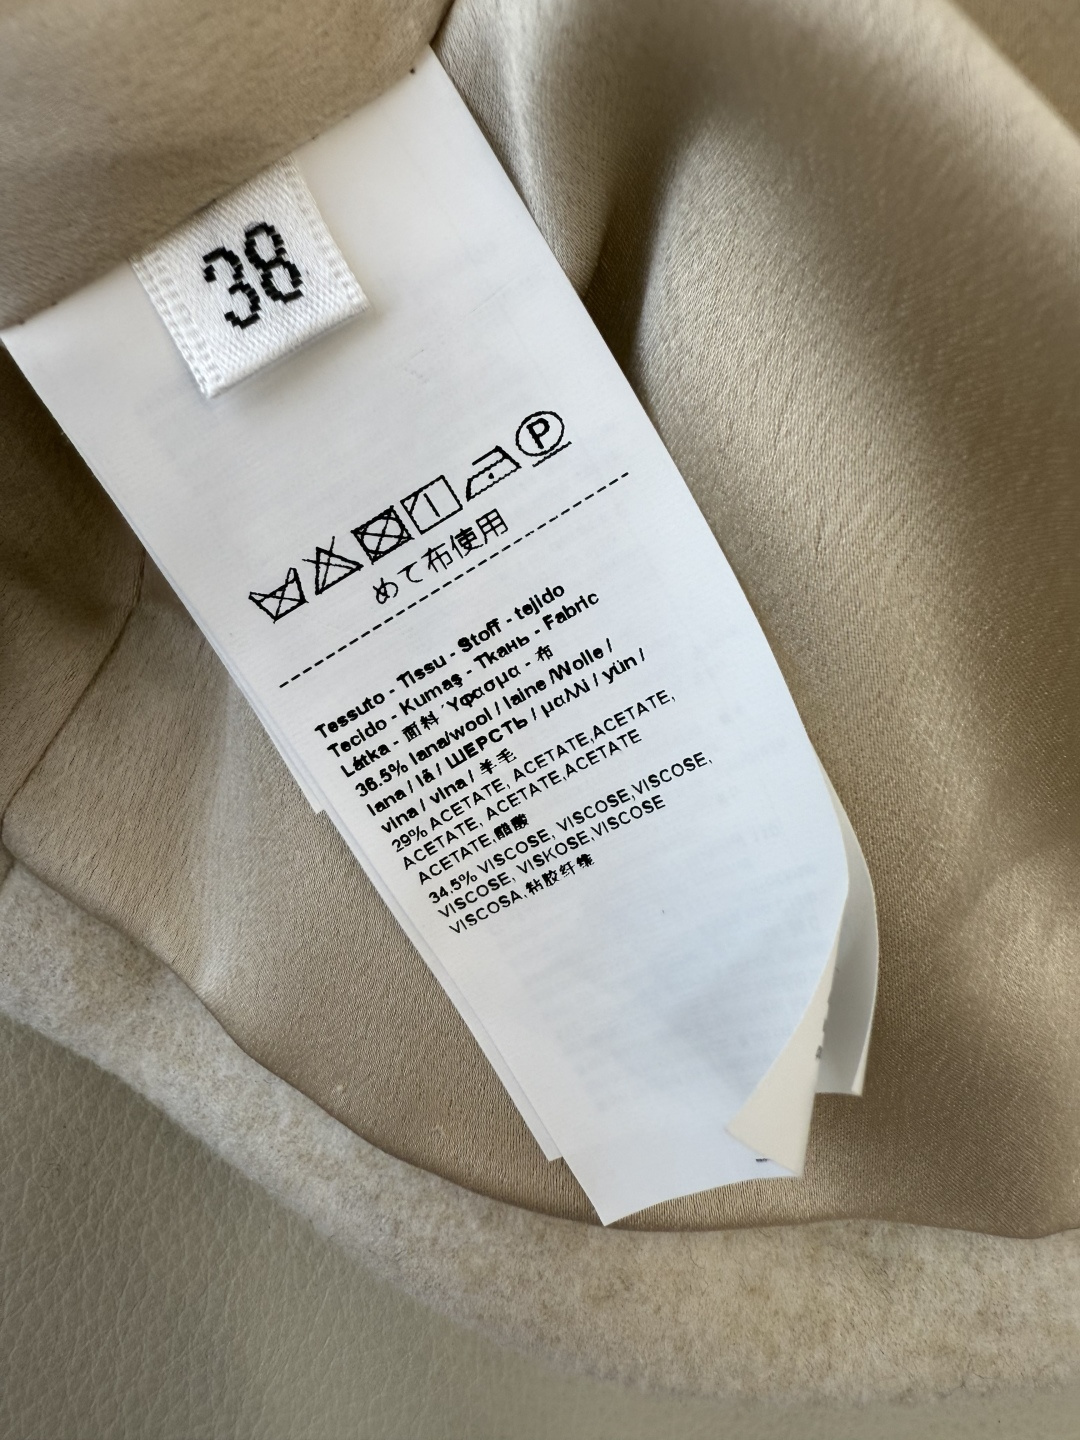 38
P
めて布使用
Tessuto - Tissu - Stoff - tejido
Tecido - Kumaş - Ткань - Fabric
Látka - 面料 ´Υφασμα - 布
36.5% lana/wool / laine /Wolle /
lana / lã / ШЕРСТЬ / μαλλί / yün /
vlna / vlna / 羊毛
29% ACETATE, ACETATE,ACETATE,
ACETATE, ACETATE,ACETATE
ACETATE,醋酸
34.5% VISCOSE, VISCOSE,VISCOSE,
VISCOSE, VISKOSE,VISCOSE
VISCOSA,粘胶纤维